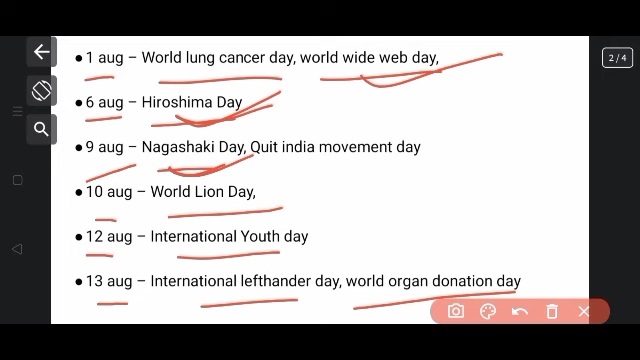 ● 1 aug – World lung cancer day, world wide web day,
2 / 4
● 6 aug – Hiroshima Day
● 9 aug – Nagashaki Day, Quit india movement day
● 10 aug – World Lion Day,
● 12 aug – International Youth day
● 13 aug – International lefthander day, world organ donation day